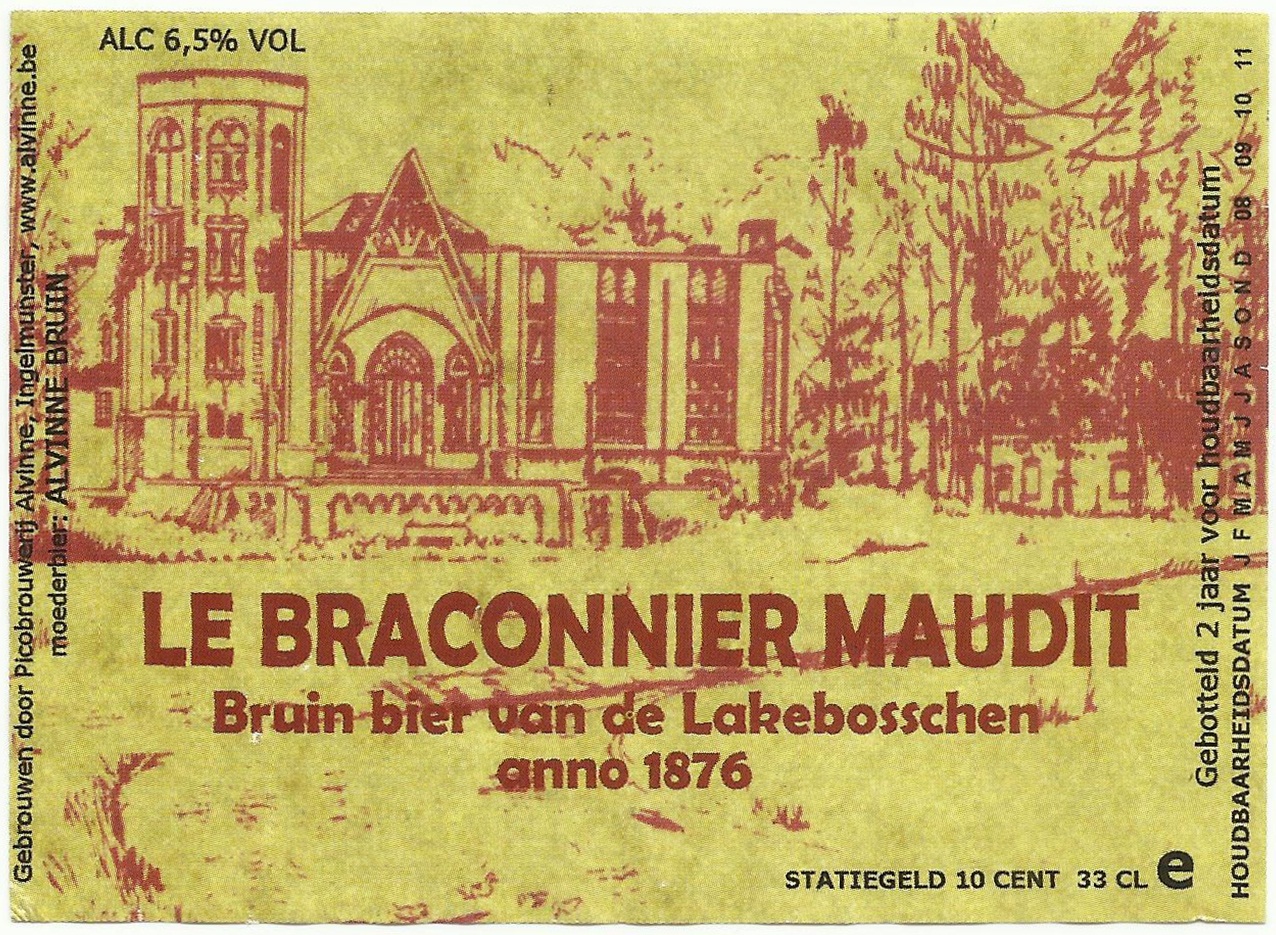 ALC 6,5% VOL
Gebrouwen door Picobrouwerij Alvinne, Ingelmunster, www.alvinne.be
moederbier: ALVINNE BRUIN
LE BRACONNIER MAUDIT
Bruin bier van de Lakebosschen
anno 1876
STATIEGELD 10 CENT 33 CL e
Gebotteld 2 jaar voor houdbaarheidsdatum
HOUDBAARHEIDSDATUM J F M A M J J A S O N D 08 09 10 11